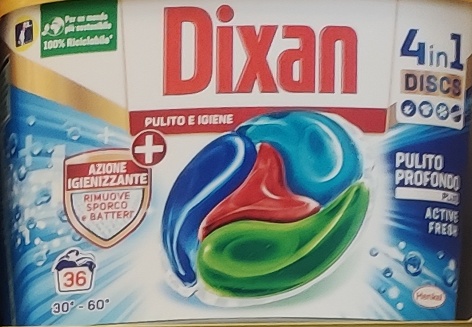 Per un mondo
più sostenibile
100% Riciclabile*
Dixan
4in1
DISCS
PULITO E IGIENE
AZIONE
IGIENIZZANTE
RIMUOVE
SPORCO
e BATTERI*
PULITO
PROFONDO
PLUS
ACTIVE
FRESH
36
30° - 60°
Henkel